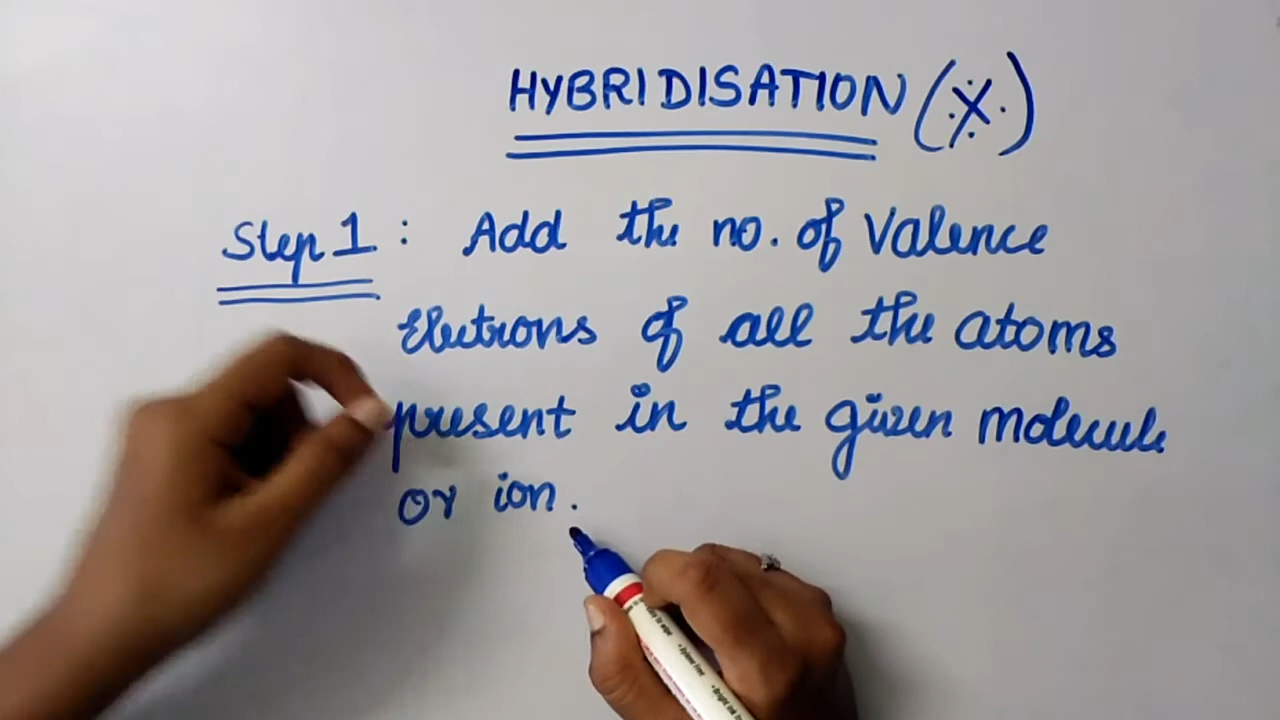 HYBRIDISATION (X)
Step 1 : Add the no. of Valence
Electrons of all the atoms
present in the given molecule
or ion.